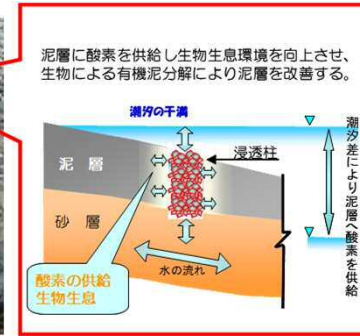 泥層に酸素を供給し生物生息環境を向上させ、
生物による有機泥分解により泥層を改善する。
潮汐の干満
浸透柱
泥層
砂層
酸素の供給
生物生息
水の流れ
潮汐差により泥層へ酸素を供給